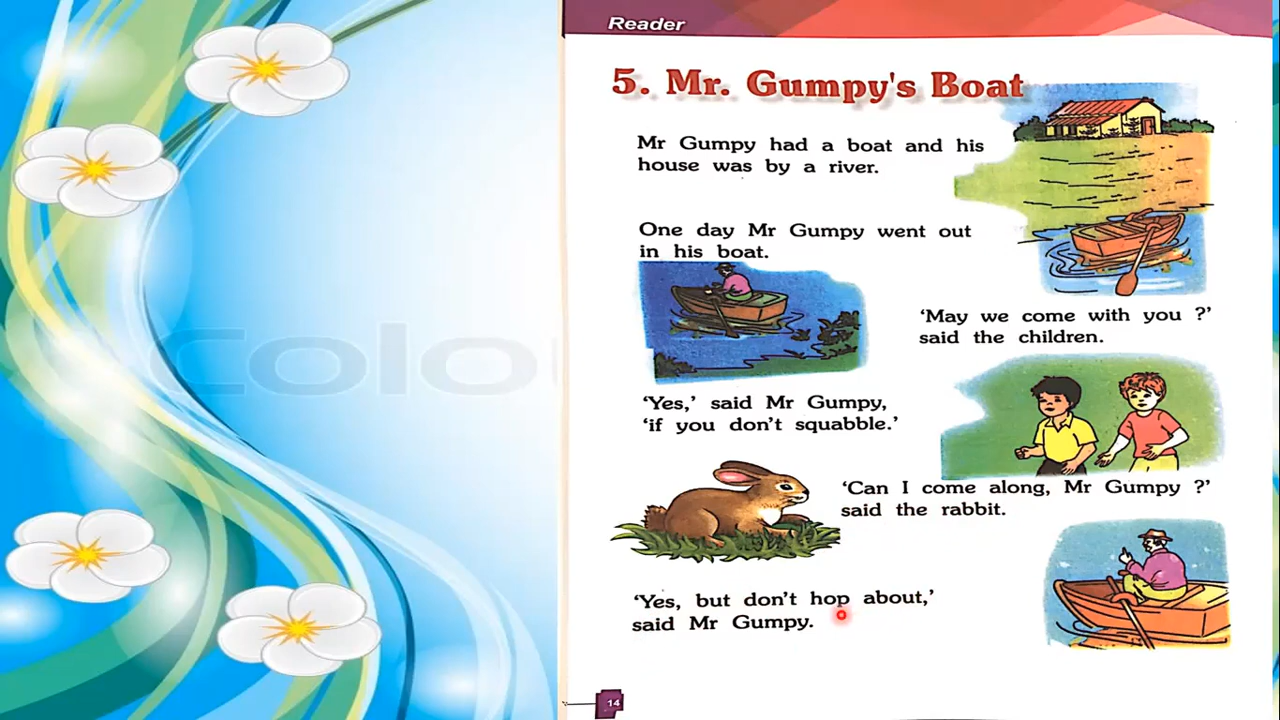 Reader
5. Mr. Gumpy's Boat
Mr Gumpy had a boat and his
house was by a river.
One day Mr Gumpy went out
in his boat.
'May we come with you ?'
said the children.
'Yes,' said Mr Gumpy,
'if you don't squabble.'
'Can I come along, Mr Gumpy ?'
said the rabbit.
'Yes, but don't hop about,'
said Mr Gumpy.
14
colo